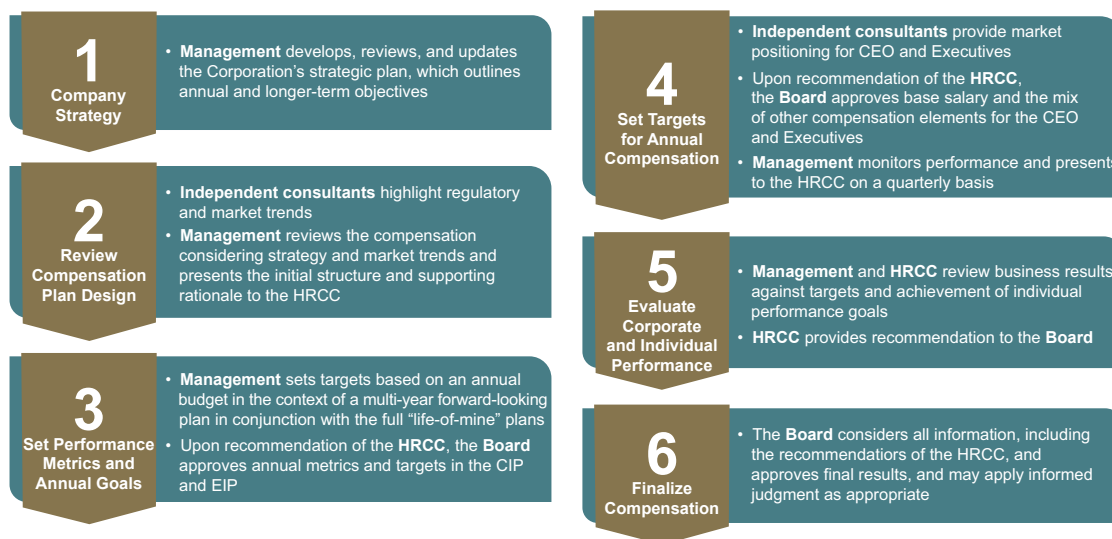 1
Company
Strategy
• Management develops, reviews, and updates
the Corporation’s strategic plan, which outlines
annual and longer-term objectives
2
Review
Compensation
Plan Design
• Independent consultants highlight regulatory
and market trends
• Management reviews the compensation
considering strategy and market trends and
presents the initial structure and supporting
rationale to the HRCC
3
Set Performance
Metrics and
Annual Goals
• Management sets targets based on an annual
budget in the context of a multi-year forward-looking
plan in conjunction with the full “life-of-mine” plans
• Upon recommendation of the HRCC, the Board
approves annual metrics and targets in the CIP
and EIP
4
Set Targets
for Annual
Compensation
• Independent consultants provide market
positioning for CEO and Executives
• Upon recommendation of the HRCC,
the Board approves base salary and the mix
of other compensation elements for the CEO
and Executives
• Management monitors performance and presents
to the HRCC on a quarterly basis
5
Evaluate
Corporate
and Individual
Performance
• Management and HRCC review business results
against targets and achievement of individual
performance goals
• HRCC provides recommendation to the Board
6
Finalize
Compensation
• The Board considers all information, including
the recommendatiors of the HRCC, and
approves final results, and may apply informed
judgment as appropriate